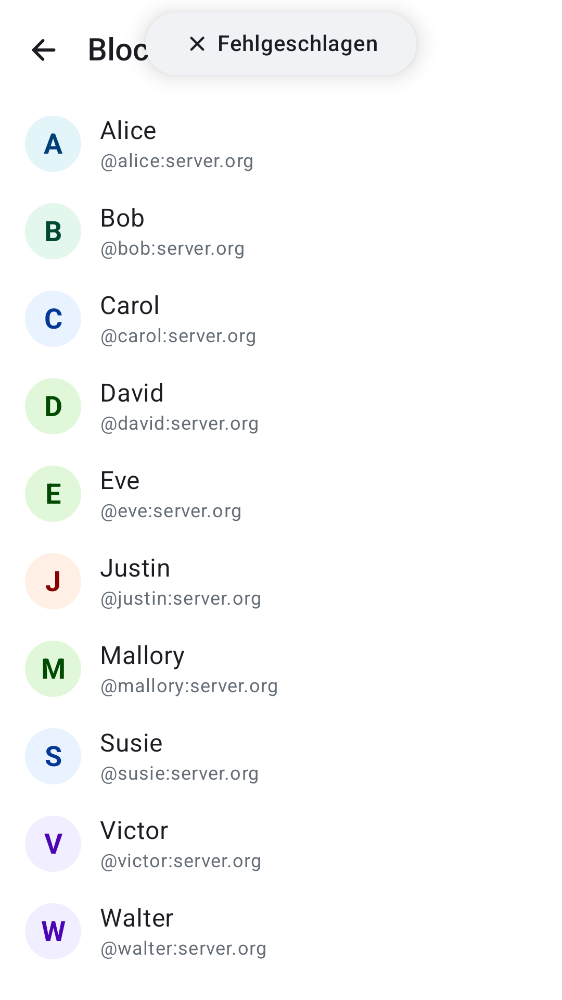 Bloc
Fehlgeschlagen
A
Alice
@alice:server.org
B
Bob
@bob:server.org
C
Carol
@carol:server.org
D
David
@david:server.org
E
Eve
@eve:server.org
J
Justin
@justin:server.org
M
Mallory
@mallory:server.org
S
Susie
@susie:server.org
V
Victor
@victor:server.org
W
Walter
@walter:server.org